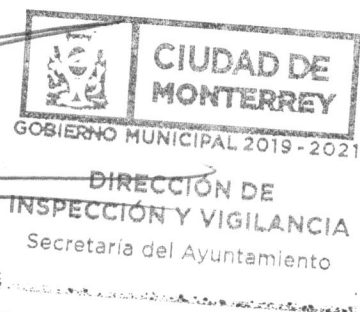 CIUDAD DE
MONTERREY
GOBIERNO MUNICIPAL 2019 - 2021
DIRECCIÓN DE
INSPECCIÓN Y VIGILANCIA
Secretaría del Ayuntamiento